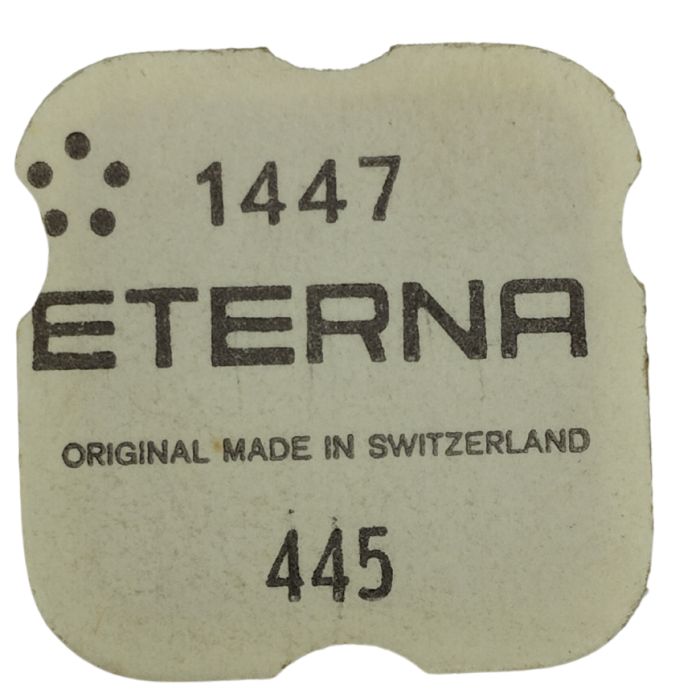 1447
ETERNA
ORIGINAL MADE IN SWITZERLAND
445